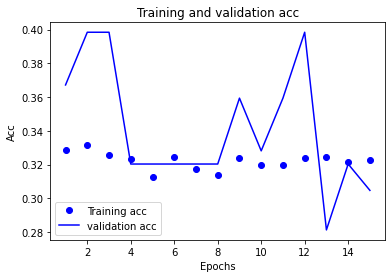 Training and validation acc
0.40
0.38
0.36
0.34
0.32
0.30
0.28
Acc
Training acc
validation acc
2 4 6 8 10 12 14
Epochs